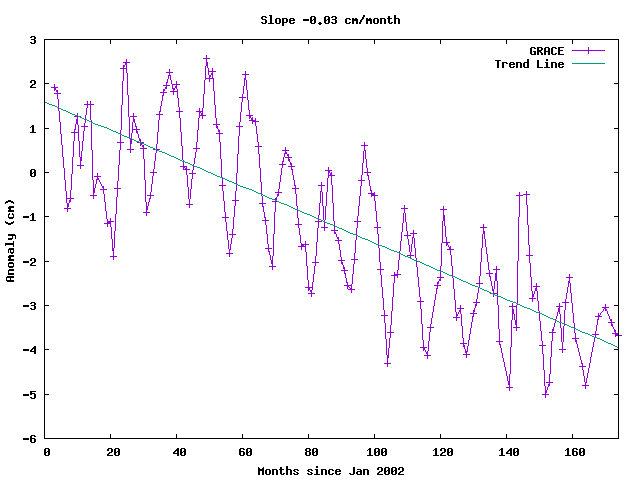 Slope -0.03 cm/month
GRACE
Trend Line
3
2
1
0
-1
-2
-3
-4
-5
-6
Anomaly (cm)
0 20 40 60 80 100 120 140 160
Months since Jan 2002